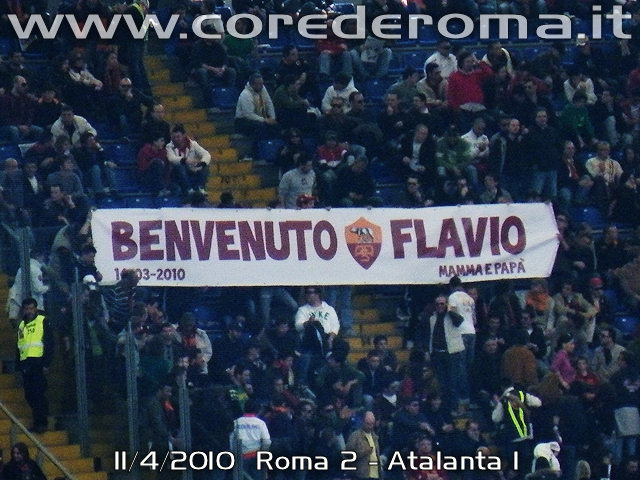 www.corederoma.it
BENVENUTO FLAVIO
MAMMA E PAPÀ
11/4/2010 Roma 2 - Atalanta 1